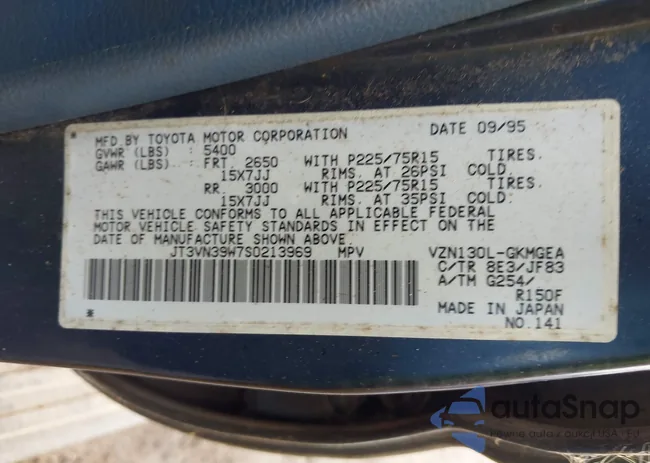 MFD.BY TOYOTA MOTOR CORPORATION DATE 09/95
GVWR (LBS) : 5400
GAWR (LBS) : FRT. 2650 WITH P225/75R15 TIRES.
15X7JJ RIMS. AT 26PSI COLD.
RR. 3000 WITH P225/75R15 TIRES.
15X7JJ RIMS. AT 35PSI COLD.
THIS VEHICLE CONFORMS TO ALL APPLICABLE FEDERAL
MOTOR VEHICLE SAFETY STANDARDS IN EFFECT ON THE
DATE OF MANUFACTURE SHOWN ABOVE.
JT3VN39W7S0213969 MPV VZN130L-GKMGEA
C/TR 8E3/JF83
A/TM G254/
R150F
MADE IN JAPAN
* NO.141
autoSnap